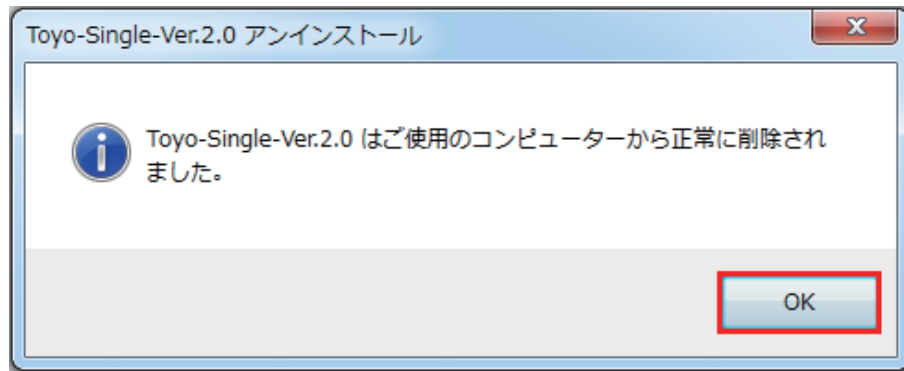 Toyo-Single-Ver.2.0 アンインストール
Toyo-Single-Ver.2.0 はご使用のコンピューターから正常に削除され
ました。
OK